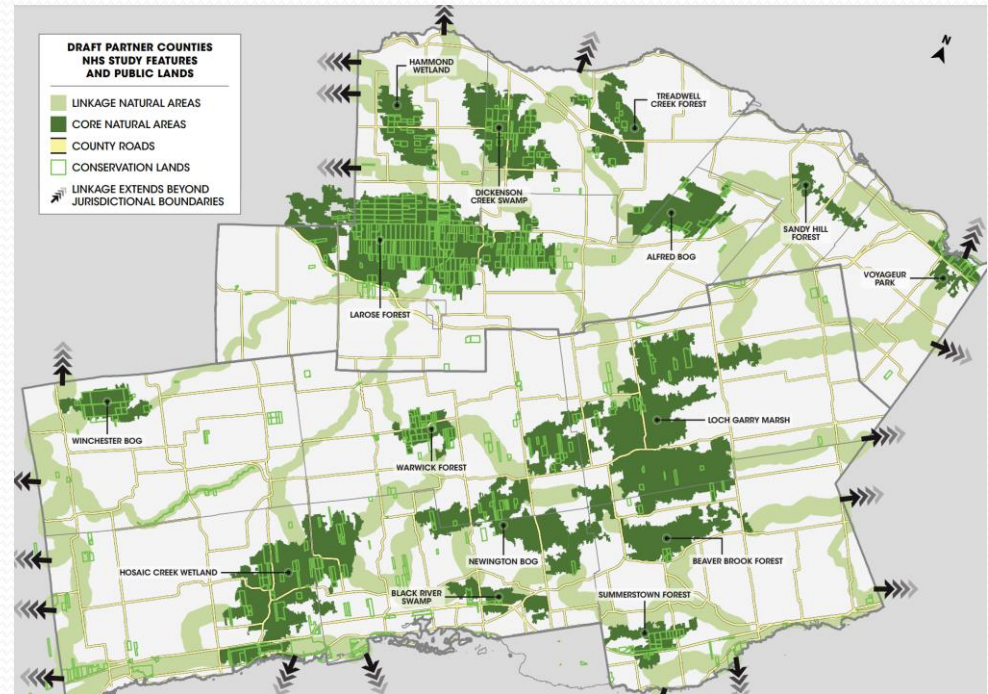 DRAFT PARTNER COUNTIES
NHS STUDY FEATURES
AND PUBLIC LANDS
LINKAGE NATURAL AREAS
CORE NATURAL AREAS
COUNTY ROADS
CONSERVATION LANDS
LINKAGE EXTENDS BEYOND
JURISDICTIONAL BOUNDARIES
N
HAMMOND
WETLAND
TREADWELL
CREEK FOREST
DICKENSON
CREEK SWAMP
SANDY HILL
FOREST
ALFRED BOG
VOYAGEUR
PARK
LAROSE FOREST
WINCHESTER BOG
LOCH GARRY MARSH
WARWICK FOREST
NEWINGTON BOG
BEAVER BROOK FOREST
HOSAIC CREEK WETLAND
BLACK RIVER
SWAMP
SUMMERSTOWN FOREST